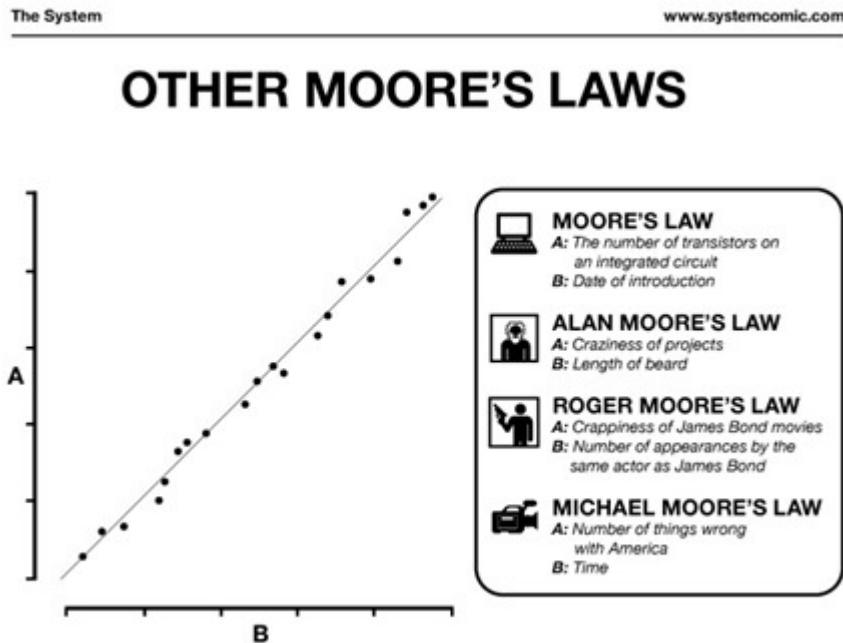 The System
www.systemcomic.com
OTHER MOORE'S LAWS
A
B
MOORE'S LAW
A: The number of transistors on
an integrated circuit
B: Date of introduction
ALAN MOORE'S LAW
A: Craziness of projects
B: Length of beard
ROGER MOORE'S LAW
A: Crappiness of James Bond movies
B: Number of appearances by the
same actor as James Bond
MICHAEL MOORE'S LAW
A: Number of things wrong
with America
B: Time